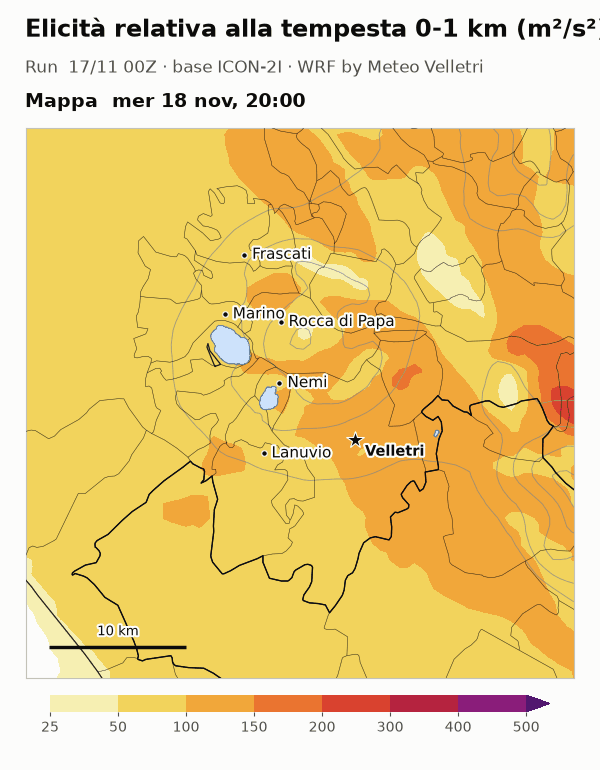 Elicità relativa alla tempesta 0-1 km (m²/s²)
Run  17/11 00Z · base ICON-2I · WRF by Meteo Velletri
Mappa  mer 18 nov, 20:00
Frascati
Marino
Rocca di Papa
Nemi
Velletri
Lanuvio
10 km
25 50 100 150 200 300 400 500